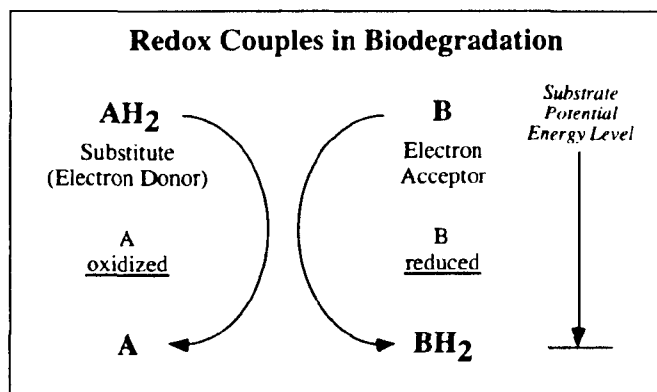 Redox Couples in Biodegradation
AH2
Substitute
(Electron Donor)
A
oxidized
A
B
Electron
Acceptor
B
reduced
BH2
Substrate
Potential
Energy Level